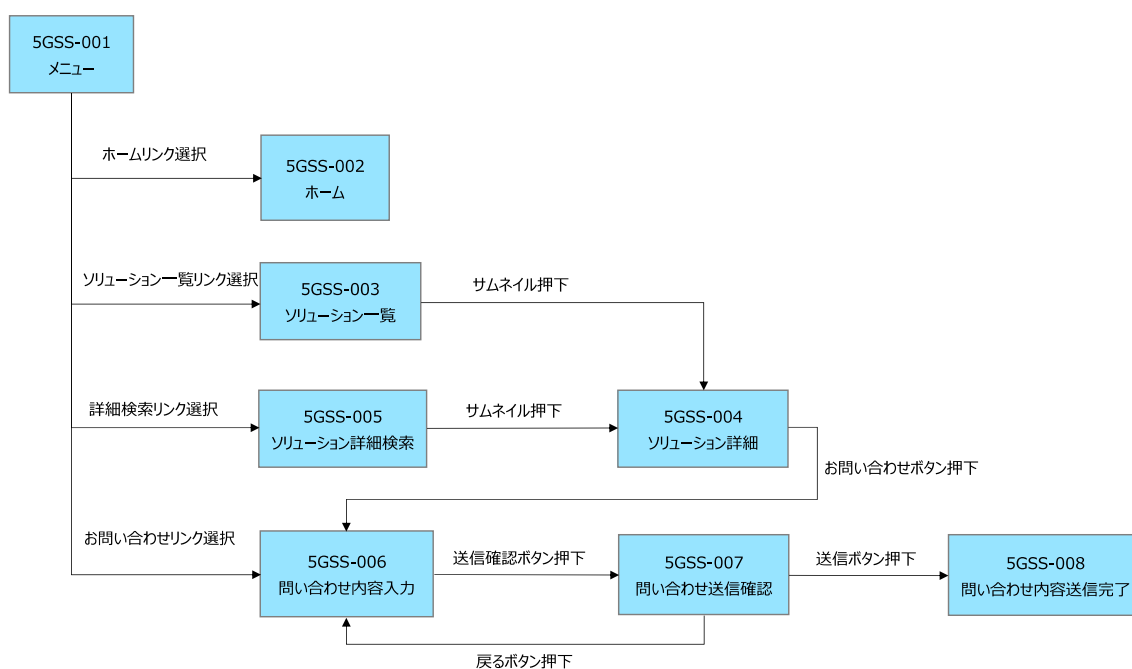 5GSS-001
メニュー
ホームリンク選択
5GSS-002
ホーム
ソリューション一覧リンク選択
5GSS-003
ソリューション一覧
サムネイル押下
詳細検索リンク選択
5GSS-005
ソリューション詳細検索
サムネイル押下
5GSS-004
ソリューション詳細
お問い合わせボタン押下
お問い合わせリンク選択
5GSS-006
問い合わせ内容入力
送信確認ボタン押下
5GSS-007
問い合わせ送信確認
送信ボタン押下
5GSS-008
問い合わせ内容送信完了
戻るボタン押下